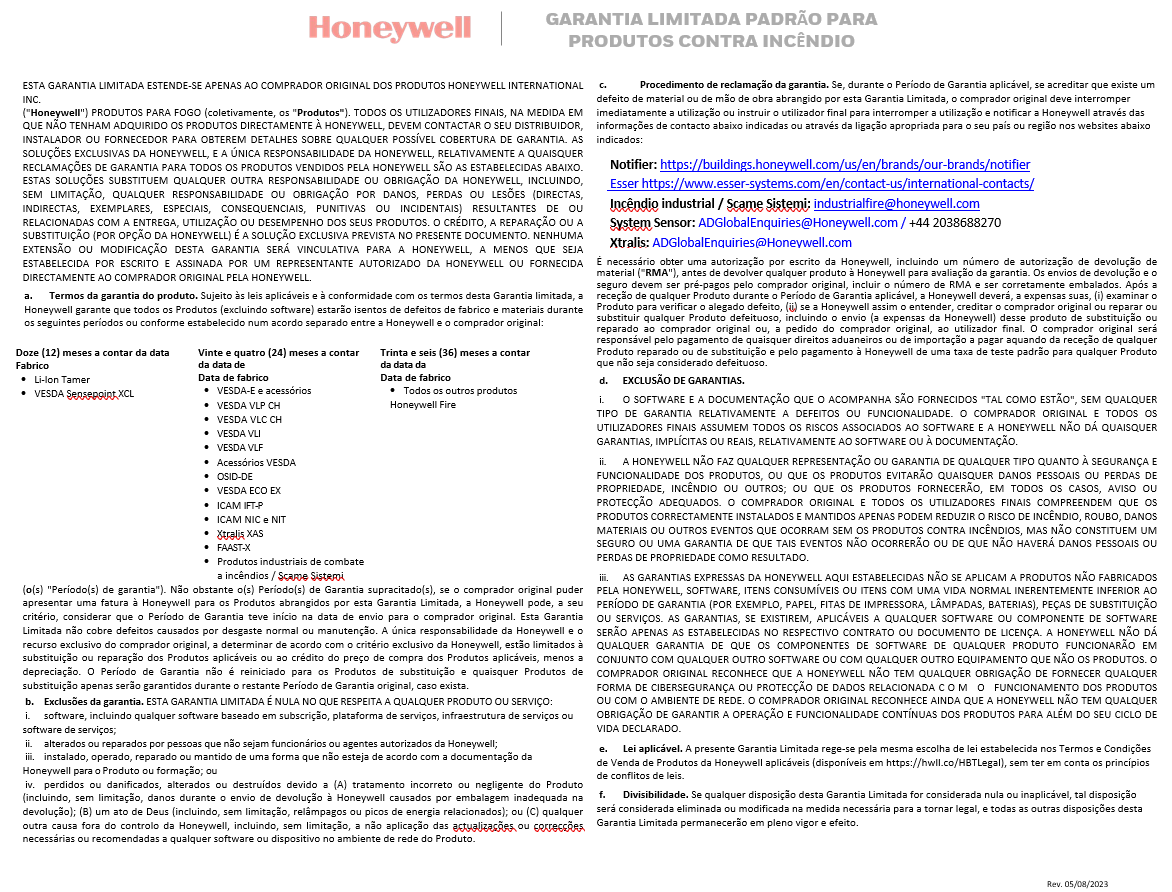 Honeywell
GARANTIA LIMITADA PADRÃO PARA
PRODUTOS CONTRA INCÊNDIO
ESTA GARANTIA LIMITADA ESTENDE-SE APENAS AO COMPRADOR ORIGINAL DOS PRODUTOS HONEYWELL INTERNATIONAL
INC.
("Honeywell") PRODUTOS PARA FOGO (coletivamente, os "Produtos"). TODOS OS UTILIZADORES FINAIS, NA MEDIDA EM
QUE NÃO TENHAM ADQUIRIDO OS PRODUTOS DIRECTAMENTE À HONEYWELL, DEVEM CONTACTAR O SEU DISTRIBUIDOR,
INSTALADOR OU FORNECEDOR PARA OBTEREM DETALHES SOBRE QUALQUER POSSÍVEL COBERTURA DE GARANTIA. AS
SOLUÇÕES EXCLUSIVAS DA HONEYWELL, E A ÚNICA RESPONSABILIDADE DA HONEYWELL, RELATIVAMENTE A QUAISQUER
RECLAMAÇÕES DE GARANTIA PARA TODOS OS PRODUTOS VENDIDOS PELA HONEYWELL SÃO AS ESTABELECIDAS ABAIXO.
ESTAS SOLUÇÕES SUBSTITUEM QUALQUER OUTRA RESPONSABILIDADE OU OBRIGAÇÃO DA HONEYWELL, INCLUINDO,
SEM LIMITAÇÃO, QUALQUER RESPONSABILIDADE OU OBRIGAÇÃO POR DANOS, PERDAS OU LESÕES (DIRECTAS,
INDIRECTAS, EXEMPLARES, ESPECIAIS, CONSEQUENCIAIS, PUNITIVAS OU INCIDENTAIS) RESULTANTES DE OU
RELACIONADAS COM A ENTREGA, UTILIZAÇÃO OU DESEMPENHO DOS SEUS PRODUTOS. O CRÉDITO, A REPARAÇÃO OU A
SUBSTITUIÇÃO (POR OPÇÃO DA HONEYWELL) É A SOLUÇÃO EXCLUSIVA PREVISTA NO PRESENTE DOCUMENTO. NENHUMA
EXTENSÃO OU MODIFICAÇÃO DESTA GARANTIA SERÁ VINCULATIVA PARA A HONEYWELL, A MENOS QUE SEJA
ESTABELECIDA POR ESCRITO E ASSINADA POR UM REPRESENTANTE AUTORIZADO DA HONEYWELL OU FORNECIDA
DIRECTAMENTE AO COMPRADOR ORIGINAL PELA HONEYWELL.
a. Termos da garantia do produto. Sujeito às leis aplicáveis e à conformidade com os termos desta Garantia limitada, a
Honeywell garante que todos os Produtos (excluindo software) estarão isentos de defeitos de fabrico e materiais durante
os seguintes períodos ou conforme estabelecido num acordo separado entre a Honeywell e o comprador original:
Doze (12) meses a contar da data
Fabrico
• Li-Ion Tamer
• VESDA Sensepoint XCL
Vinte e quatro (24) meses a contar
da data de
Data de fabrico
• VESDA-E e acessórios
• VESDA VLP CH
• VESDA VLC CH
• VESDA VLI
• VESDA VLF
• Acessórios VESDA
• OSID-DE
• VESDA ECO EX
• ICAM IFT-P
• ICAM NIC e NIT
• Xtralis XAS
• FAAST-X
• Produtos industriais de combate
a incêndios / Scame Sistemi
Trinta e seis (36) meses a contar
da data da
Data de fabrico
• Todos os outros produtos
Honeywell Fire
(o(s) "Período(s) de garantia"). Não obstante o(s) Período(s) de Garantia supracitado(s), se o comprador original puder
apresentar uma fatura à Honeywell para os Produtos abrangidos por esta Garantia Limitada, a Honeywell pode, a seu
critério, considerar que o Período de Garantia teve início na data de envio para o comprador original. Esta Garantia
Limitada não cobre defeitos causados por desgaste normal ou manutenção. A única responsabilidade da Honeywell e o
recurso exclusivo do comprador original, a determinar de acordo com o critério exclusivo da Honeywell, estão limitados à
substituição ou reparação dos Produtos aplicáveis ou ao crédito do preço de compra dos Produtos aplicáveis, menos a
depreciação. O Período de Garantia não é reiniciado para os Produtos de substituição e quaisquer Produtos de
substituição apenas serão garantidos durante o restante Período de Garantia original, caso exista.
b. Exclusões da garantia. ESTA GARANTIA LIMITADA É NULA NO QUE RESPEITA A QUALQUER PRODUTO OU SERVIÇO:
i. software, incluindo qualquer software baseado em subscrição, plataforma de serviços, infraestrutura de serviços ou
software de serviços;
ii. alterados ou reparados por pessoas que não sejam funcionários ou agentes autorizados da Honeywell;
iii. instalado, operado, reparado ou mantido de uma forma que não esteja de acordo com a documentação da
Honeywell para o Produto ou formação; ou
iv. perdidos ou danificados, alterados ou destruídos devido a (A) tratamento incorreto ou negligente do Produto
(incluindo, sem limitação, danos durante o envio de devolução à Honeywell causados por embalagem inadequada na
devolução); (B) um ato de Deus (incluindo, sem limitação, relâmpagos ou picos de energia relacionados); ou (C) qualquer
outra causa fora do controlo da Honeywell, incluindo, sem limitação, a não aplicação das actualizações ou correcções
necessárias ou recomendadas a qualquer software ou dispositivo no ambiente de rede do Produto.
c. Procedimento de reclamação da garantia. Se, durante o Período de Garantia aplicável, se acreditar que existe um
defeito de material ou de mão de obra abrangido por esta Garantia Limitada, o comprador original deve interromper
imediatamente a utilização ou instruir o utilizador final para interromper a utilização e notificar a Honeywell através das
informações de contacto abaixo indicadas ou através da ligação apropriada para o seu país ou região nos websites abaixo
indicados:
Notifier: https://buildings.honeywell.com/us/en/brands/our-brands/notifier
Esser https://www.esser-systems.com/en/contact-us/international-contacts/
Incêndio industrial / Scame Sistemi: industrialfire@honeywell.com
System Sensor: ADGlobalEnquiries@Honeywell.com / +44 2038688270
Xtralis: ADGlobalEnquiries@Honeywell.com
É necessário obter uma autorização por escrito da Honeywell, incluindo um número de autorização de devolução de
material ("RMA"), antes de devolver qualquer produto à Honeywell para avaliação da garantia. Os envios de devolução e o
seguro devem ser pré-pagos pelo comprador original, incluir o número de RMA e ser corretamente embalados. Após a
receção de qualquer Produto durante o Período de Garantia aplicável, a Honeywell deverá, a expensas suas, (i) examinar o
Produto para verificar o alegado defeito, (ii) se a Honeywell assim o entender, creditar o comprador original ou reparar ou
substituir qualquer Produto defeituoso, incluindo o envio (a expensas da Honeywell) desse produto de substituição ou
reparado ao comprador original ou, a pedido do comprador original, ao utilizador final. O comprador original será
responsável pelo pagamento de quaisquer direitos aduaneiros ou de importação a pagar aquando da receção de qualquer
Produto reparado ou de substituição e pelo pagamento à Honeywell de uma taxa de teste padrão para qualquer Produto
que não seja considerado defeituoso.
d. EXCLUSÃO DE GARANTIAS.
i. O SOFTWARE E A DOCUMENTAÇÃO QUE O ACOMPANHA SÃO FORNECIDOS "TAL COMO ESTÃO", SEM QUALQUER
TIPO DE GARANTIA RELATIVAMENTE A DEFEITOS OU FUNCIONALIDADE. O COMPRADOR ORIGINAL E TODOS OS
UTILIZADORES FINAIS ASSUMEM TODOS OS RISCOS ASSOCIADOS AO SOFTWARE E A HONEYWELL NÃO DÁ QUAISQUER
GARANTIAS, IMPLÍCITAS OU REAIS, RELATIVAMENTE AO SOFTWARE OU À DOCUMENTAÇÃO.
ii. A HONEYWELL NÃO FAZ QUALQUER REPRESENTAÇÃO OU GARANTIA DE QUALQUER TIPO QUANTO À SEGURANÇA E
FUNCIONALIDADE DOS PRODUTOS, OU QUE OS PRODUTOS EVITARÃO QUAISQUER DANOS PESSOAIS OU PERDAS DE
PROPRIEDADE, INCÊNDIO OU OUTROS; OU QUE OS PRODUTOS FORNECERÃO, EM TODOS OS CASOS, AVISO OU
PROTECÇÃO ADEQUADOS. O COMPRADOR ORIGINAL E TODOS OS UTILIZADORES FINAIS COMPREENDEM QUE OS
PRODUTOS CORRECTAMENTE INSTALADOS E MANTIDOS APENAS PODEM REDUZIR O RISCO DE INCÊNDIO, ROUBO, DANOS
MATERIAIS OU OUTROS EVENTOS QUE OCORRAM SEM OS PRODUTOS CONTRA INCÊNDIOS, MAS NÃO CONSTITUEM UM
SEGURO OU UMA GARANTIA DE QUE TAIS EVENTOS NÃO OCORRERÃO OU DE QUE NÃO HAVERÁ DANOS PESSOAIS OU
PERDAS DE PROPRIEDADE COMO RESULTADO.
iii. AS GARANTIAS EXPRESSAS DA HONEYWELL AQUI ESTABELECIDAS NÃO SE APLICAM A PRODUTOS NÃO FABRICADOS
PELA HONEYWELL, SOFTWARE, ITENS CONSUMÍVEIS OU ITENS COM UMA VIDA NORMAL INERENTEMENTE INFERIOR AO
PERÍODO DE GARANTIA (POR EXEMPLO, PAPEL, FITAS DE IMPRESSORA, LÂMPADAS, BATERIAS), PEÇAS DE SUBSTITUIÇÃO
OU SERVIÇOS. AS GARANTIAS, SE EXISTIREM, APLICÁVEIS A QUALQUER SOFTWARE OU COMPONENTE DE SOFTWARE
SERÃO APENAS AS ESTABELECIDAS NO RESPECTIVO CONTRATO OU DOCUMENTO DE LICENÇA. A HONEYWELL NÃO DÁ
QUALQUER GARANTIA DE QUE OS COMPONENTES DE SOFTWARE DE QUALQUER PRODUTO FUNCIONARÃO EM
CONJUNTO COM QUALQUER OUTRO SOFTWARE OU COM QUALQUER OUTRO EQUIPAMENTO QUE NÃO OS PRODUTOS. O
COMPRADOR ORIGINAL RECONHECE QUE A HONEYWELL NÃO TEM QUALQUER OBRIGAÇÃO DE FORNECER QUALQUER
FORMA DE CIBERSEGURANÇA OU PROTECÇÃO DE DADOS RELACIONADA C O M O FUNCIONAMENTO DOS PRODUTOS
OU COM O AMBIENTE DE REDE. O COMPRADOR ORIGINAL RECONHECE AINDA QUE A HONEYWELL NÃO TEM QUALQUER
OBRIGAÇÃO DE GARANTIR A OPERAÇÃO E FUNCIONALIDADE CONTÍNUAS DOS PRODUTOS PARA ALÉM DO SEU CICLO DE
VIDA DECLARADO.
e. Lei aplicável. A presente Garantia Limitada rege-se pela mesma escolha de lei estabelecida nos Termos e Condições
de Venda de Produtos da Honeywell aplicáveis (disponíveis em https://hwll.co/HBTLegal), sem ter em conta os princípios
de conflitos de leis.
f. Divisibilidade. Se qualquer disposição desta Garantia Limitada for considerada nula ou inaplicável, tal disposição
será considerada eliminada ou modificada na medida necessária para a tornar legal, e todas as outras disposições desta
Garantia Limitada permanecerão em pleno vigor e efeito.
Rev. 05/08/2023